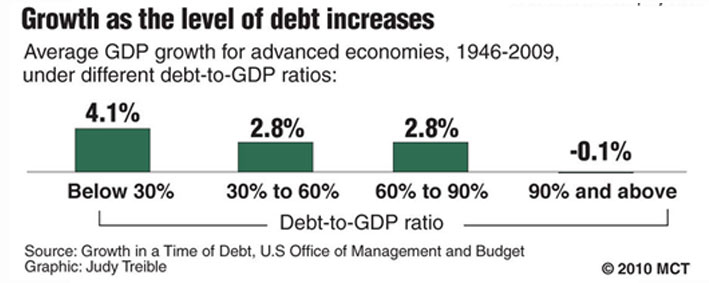 Growth as the level of debt increases
Average GDP growth for advanced economies, 1946-2009,
under different debt-to-GDP ratios:
4.1%
2.8%
2.8%
-0.1%
Below 30%
30% to 60%
60% to 90%
90% and above
Debt-to-GDP ratio
Source: Growth in a Time of Debt, U.S Office of Management and Budget
Graphic: Judy Treible
© 2010 MCT